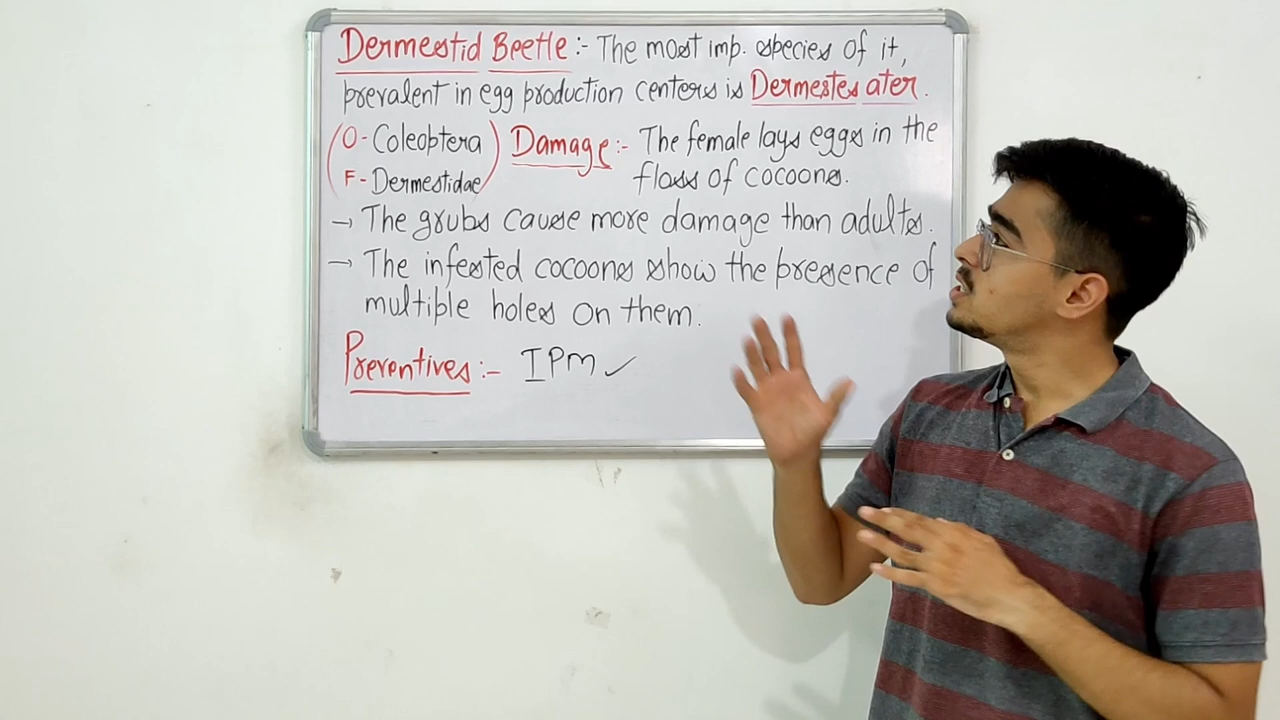 Dermestid Beetle :- The most imp. species of it,
prevalent in egg production centers is Dermestes ater.
(O - Coleoptera
F - Dermestidae)
Damage :- The female lays eggs in the
floss of cocoons.
→ The grubs cause more damage than adults.
→ The infested cocoons show the presence of
multiple holes on them.
Preventives :- IPM ✓